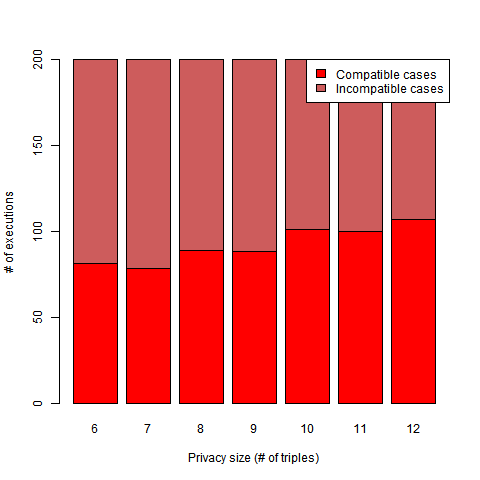 Compatible cases
Incompatible cases
# of executions
200
150
100
50
0
6 7 8 9 10 11 12
Privacy size (# of triples)